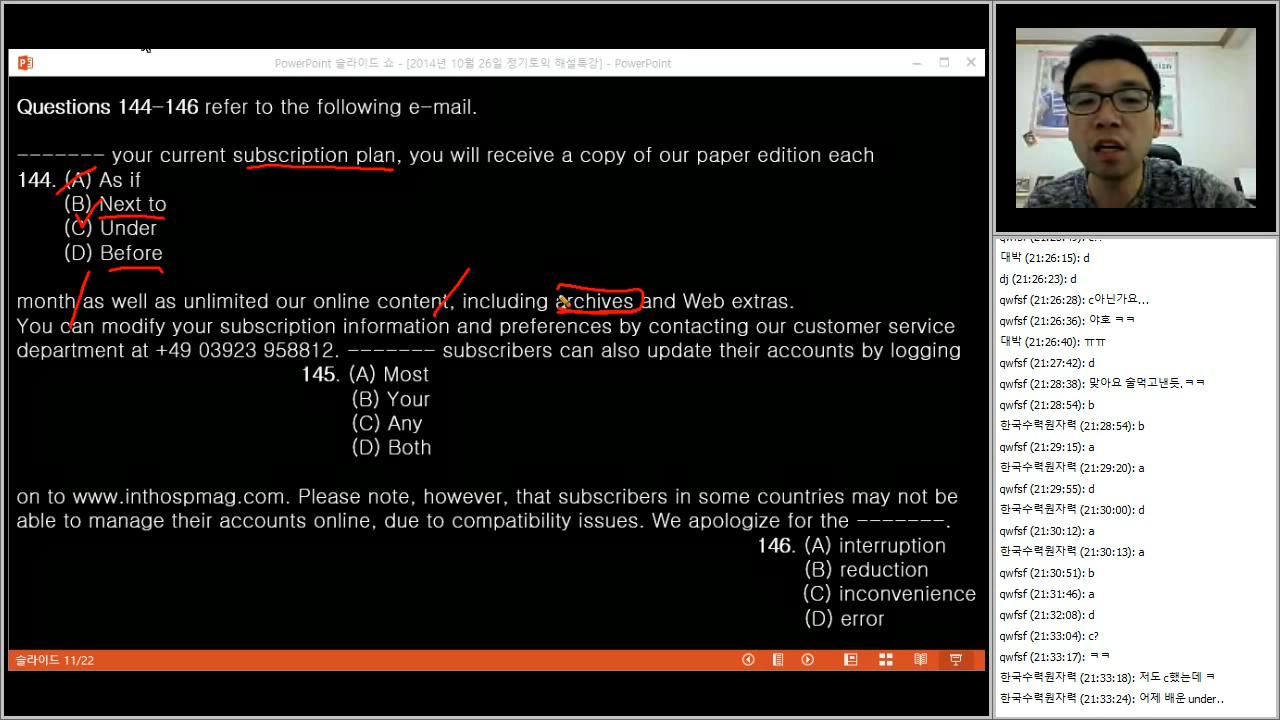 PowerPoint 슬라이드 쇼 - [2014년 10월 26일 정기토익 해설특강] - PowerPoint
Questions 144-146 refer to the following e-mail.
------- your current subscription plan, you will receive a copy of our paper edition each
144. (A) As if
(B) Next to
(C) Under
(D) Before
month as well as unlimited our online content, including archives and Web extras.
You can modify your subscription information and preferences by contacting our customer service
department at +49 03923 958812. ------- subscribers can also update their accounts by logging
145. (A) Most
(B) Your
(C) Any
(D) Both
on to www.inthospmag.com. Please note, however, that subscribers in some countries may not be
able to manage their accounts online, due to compatibility issues. We apologize for the -------.
146. (A) interruption
(B) reduction
(C) inconvenience
(D) error
슬라이드 11/22
대박 (21:26:15): d
dj (21:26:23): d
qwfsf (21:26:28): c아닌가요...
qwfsf (21:26:36): 야호 ㅋㅋ
대박 (21:26:40): ㅠㅠ
qwfsf (21:27:42): d
qwfsf (21:28:38): 맞아요 술먹고낸듯.ㅋㅋ
qwfsf (21:28:54): b
한국수력원자력 (21:28:54): b
qwfsf (21:29:15): a
한국수력원자력 (21:29:20): a
qwfsf (21:29:55): d
한국수력원자력 (21:30:00): d
qwfsf (21:30:12): a
한국수력원자력 (21:30:13): a
qwfsf (21:30:51): b
qwfsf (21:31:46): a
qwfsf (21:32:08): d
qwfsf (21:33:04): c?
qwfsf (21:33:17): ㅋㅋ
한국수력원자력 (21:33:18): 저도 c했는데 ㅋ
한국수력원자력 (21:33:24): 어제 배운 under..